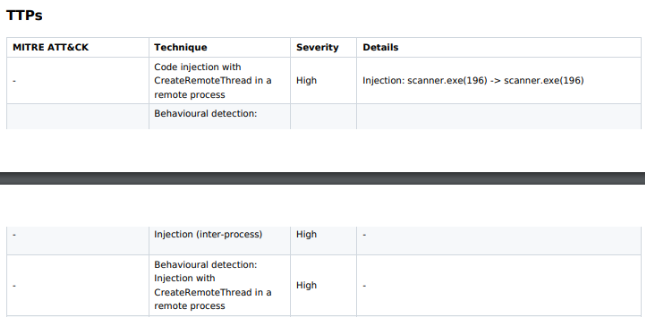 TTPs
MITRE ATT&CK Technique Severity Details
- Code injection with CreateRemoteThread in a remote process High Injection: scanner.exe(196) -> scanner.exe(196)
Behavioural detection:
- Injection (inter-process) High -
- Behavioural detection: Injection with CreateRemoteThread in a remote process High -